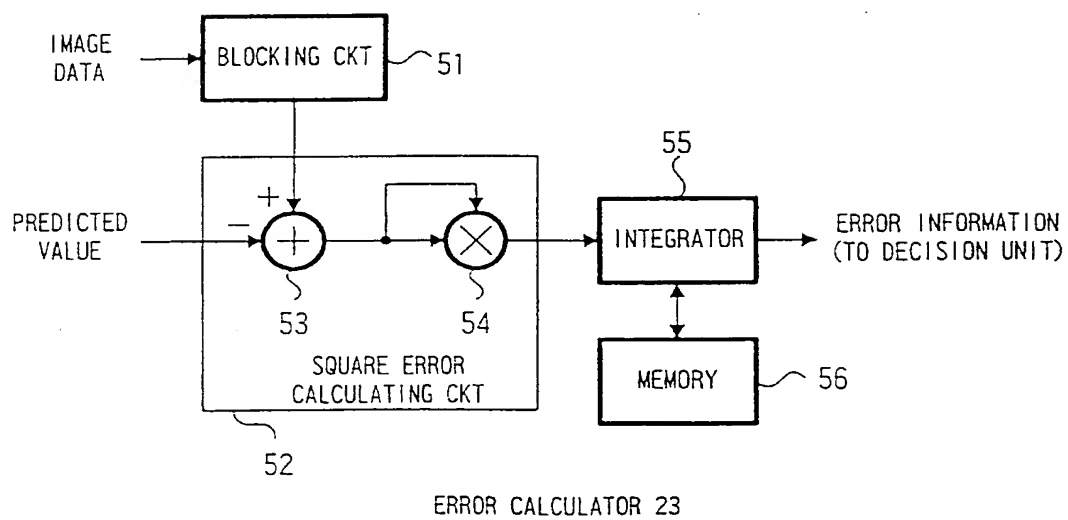 IMAGE
DATA
BLOCKING CKT
51
55
PREDICTED
VALUE
+
−
INTEGRATOR
ERROR INFORMATION
(TO DECISION UNIT)
53
54
SQUARE ERROR
CALCULATING CKT
MEMORY
56
52
ERROR CALCULATOR 23